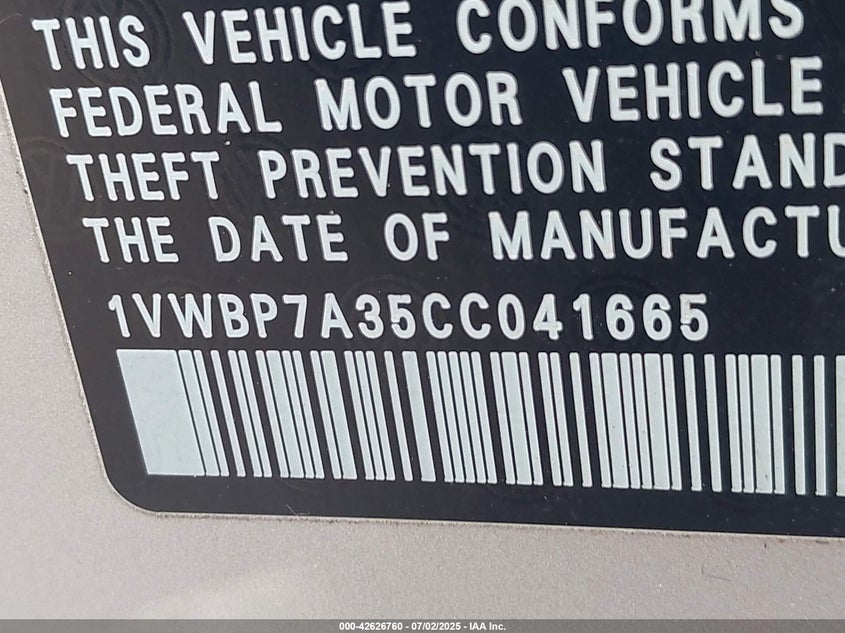 THIS VEHICLE CONFORMS
FEDERAL MOTOR VEHICLE
THEFT PREVENTION STAND
THE DATE OF MANUFACTU
1VWBP7A35CC041665
000-42626760 - 07/02/2025 - IAA Inc.